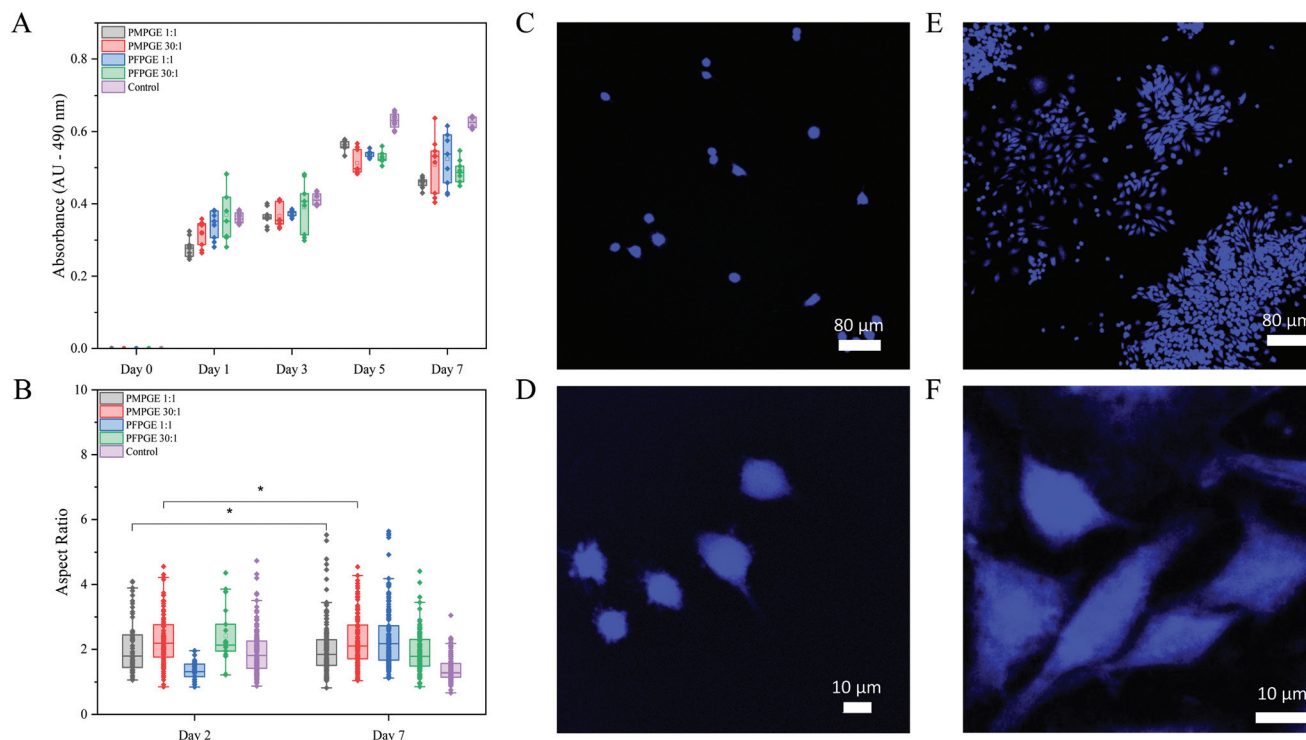 A
PMPGE 1:1
PMPGE 30:1
PFPGE 1:1
PFPGE 30:1
Control
Absorbance (AU - 490 nm)
0.8
0.6
0.4
0.2
0.0
Day 0 Day 1 Day 3 Day 5 Day 7
B
PMPGE 1:1
PMPGE 30:1
PFPGE 1:1
PFPGE 30:1
Control
Aspect Ratio
10
8
6
4
2
0
*
*
Day 2 Day 7
C
80 µm
D
10 µm
E
80 µm
F
10 µm